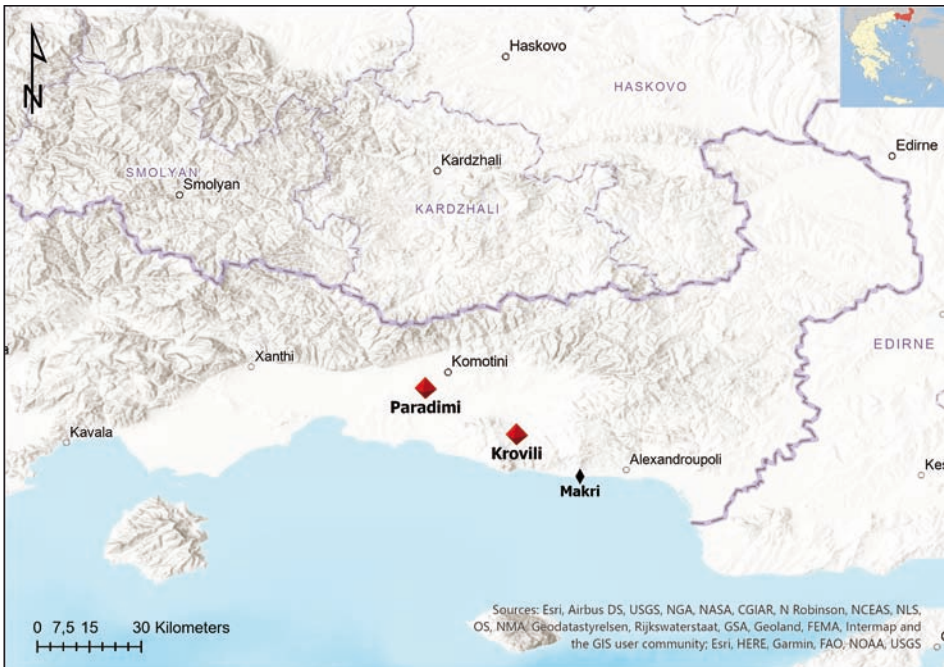 N
Haskovo
HASKOVO
Edirne
Kardzhali
SMOLYAN
Smolyan
KARDZHALI
EDIRNE
Xanthi
Komotini
Paradimi
Kavala
Krovili
Alexandroupoli
Makri
Kes
Sources: Esri, Airbus DS, USGS, NGA, NASA, CGIAR, N Robinson, NCEAS, NLS,
OS, NMA, Geodatastyrelsen, Rijkswaterstaat, GSA, Geoland, FEMA, Intermap and
the GIS user community; Esri, HERE, Garmin, FAO, NOAA, USGS
0 7,5 15 30 Kilometers